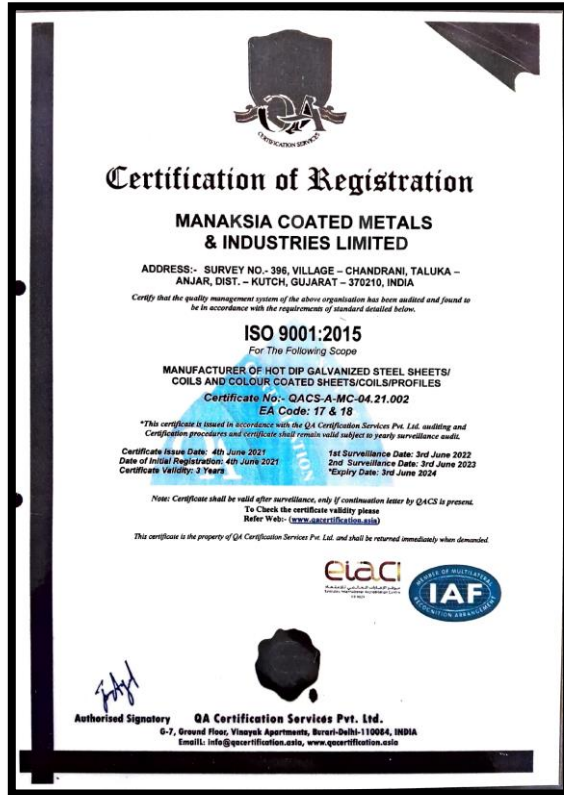 QA
CERTIFICATION SERVICES
Certification of Registration
MANAKSIA COATED METALS
& INDUSTRIES LIMITED
ADDRESS:- SURVEY NO.- 396, VILLAGE – CHANDRANI, TALUKA –
ANJAR, DIST. – KUTCH, GUJARAT – 370210, INDIA
Certify that the quality management system of the above organisation has been audited and found to
be in accordance with the requirements of standard detailed below.
ISO 9001:2015
For The Following Scope
MANUFACTURER OF HOT DIP GALVANIZED STEEL SHEETS/
COILS AND COLOUR COATED SHEETS/COILS/PROFILES
Certificate No:- QACS-A-MC-04.21.002
EA Code: 17 & 18
*This certificate is issued in accordance with the QA Certification Services Pvt. Ltd. auditing and
Certification procedures and certificate shall remain valid subject to yearly surveillance audit.
Certificate Issue Date: 4th June 2021 1st Surveillance Date: 3rd June 2022
Date of Initial Registration: 4th June 2021 2nd Surveillance Date: 3rd June 2023
Certificate Validity: 3 Years *Expiry Date: 3rd June 2024
Note: Certificate shall be valid after surveillance, only if continuation letter by QACS is present.
To Check the certificate validity please
Refer Web:- (www.qacertification.asia)
This certificate is the property of QA Certification Services Pvt. Ltd. and shall be returned immediately when demanded.
eiaci
MEMBER OF MULTILATERAL
IAF
RECOGNITION ARRANGEMENT
Authorised Signatory QA Certification Services Pvt. Ltd.
G-7, Ground Floor, Vinayak Apartments, Burari-Delhi-110084, INDIA
EmailL: info@qacertification.asia, www.qacertification.asia